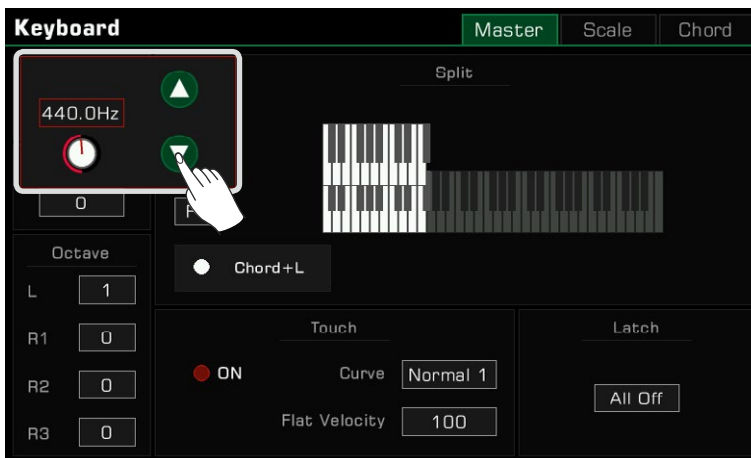 Keyboard
Master
Scale
Chord
440.0Hz
0
Split
Chord+L
Octave
L 1
R1 0
R2 0
R3 0
Touch
ON
Curve Normal 1
Flat Velocity 100
Latch
All Off